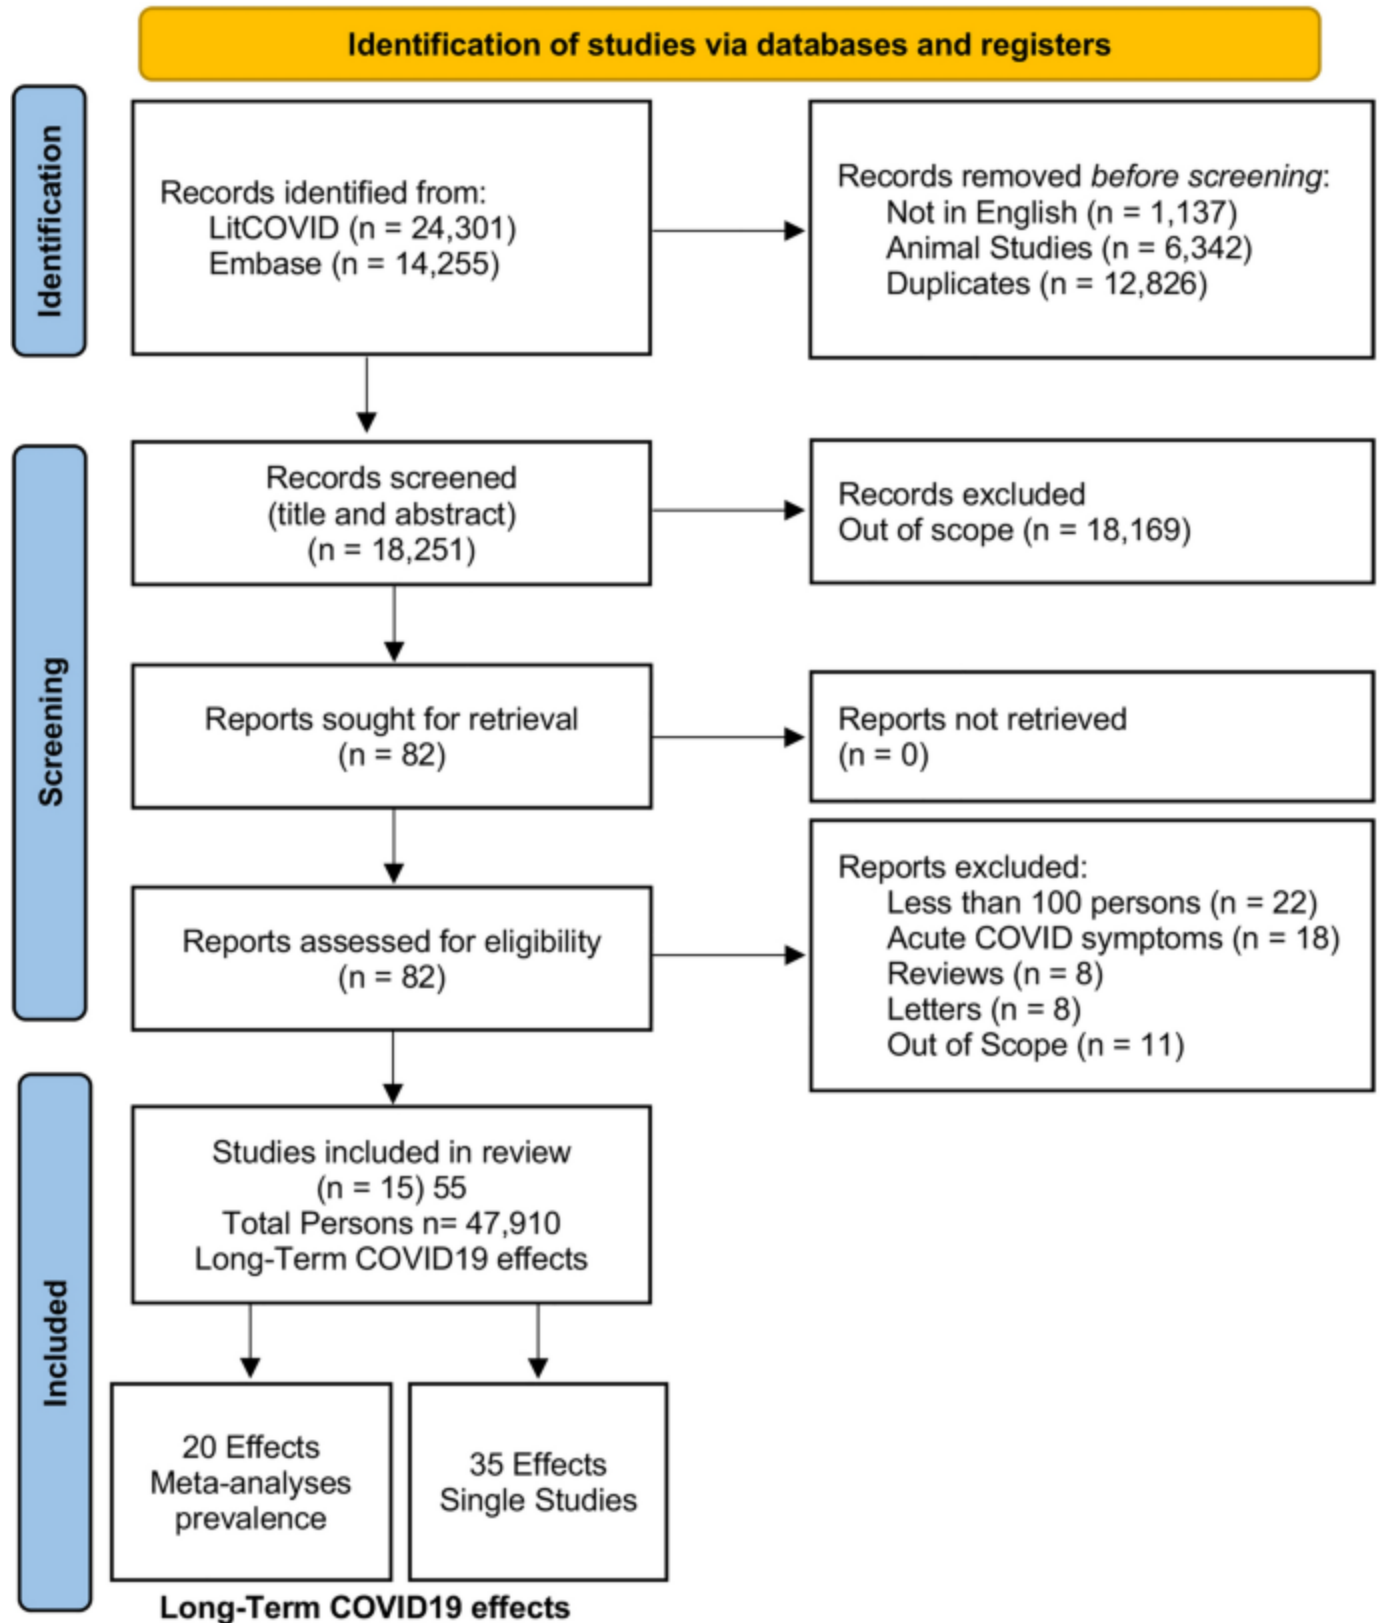 Identification of studies via databases and registers
Identification
Records identified from:
LitCOVID (n = 24,301)
Embase (n = 14,255)
Records removed before screening:
Not in English (n = 1,137)
Animal Studies (n = 6,342)
Duplicates (n = 12,826)
Screening
Records screened
(title and abstract)
(n = 18,251)
Records excluded
Out of scope (n = 18,169)
Reports sought for retrieval
(n = 82)
Reports not retrieved
(n = 0)
Reports assessed for eligibility
(n = 82)
Reports excluded:
Less than 100 persons (n = 22)
Acute COVID symptoms (n = 18)
Reviews (n = 8)
Letters (n = 8)
Out of Scope (n = 11)
Included
Studies included in review
(n = 15) 55
Total Persons n= 47,910
Long-Term COVID19 effects
20 Effects
Meta-analyses
prevalence
35 Effects
Single Studies
Long-Term COVID19 effects